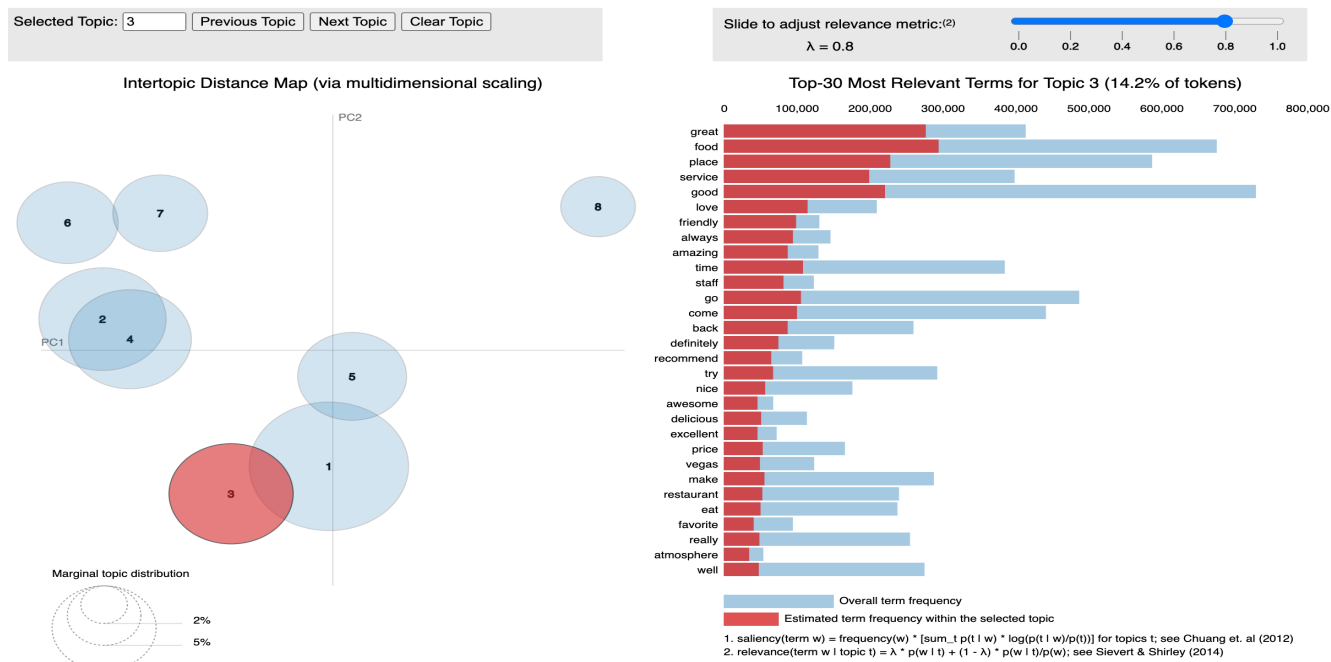 Selected Topic: 3 Previous Topic Next Topic Clear Topic
Slide to adjust relevance metric:(2)
λ = 0.8
0.0 0.2 0.4 0.6 0.8 1.0
Intertopic Distance Map (via multidimensional scaling)
PC2
PC1
6
7
8
2
4
5
1
3
Marginal topic distribution
2%
5%
Top-30 Most Relevant Terms for Topic 3 (14.2% of tokens)
0 100,000 200,000 300,000 400,000 500,000 600,000 700,000 800,000
great
food
place
service
good
love
friendly
always
amazing
time
staff
go
come
back
definitely
recommend
try
nice
awesome
delicious
excellent
price
vegas
make
restaurant
eat
favorite
really
atmosphere
well
Overall term frequency
Estimated term frequency within the selected topic
1. saliency(term w) = frequency(w) * [sum_t p(t | w) * log(p(t | w)/p(t))] for topics t; see Chuang et. al (2012)
2. relevance(term w | topic t) = λ * p(w | t) + (1 - λ) * p(w | t)/p(w); see Sievert & Shirley (2014)